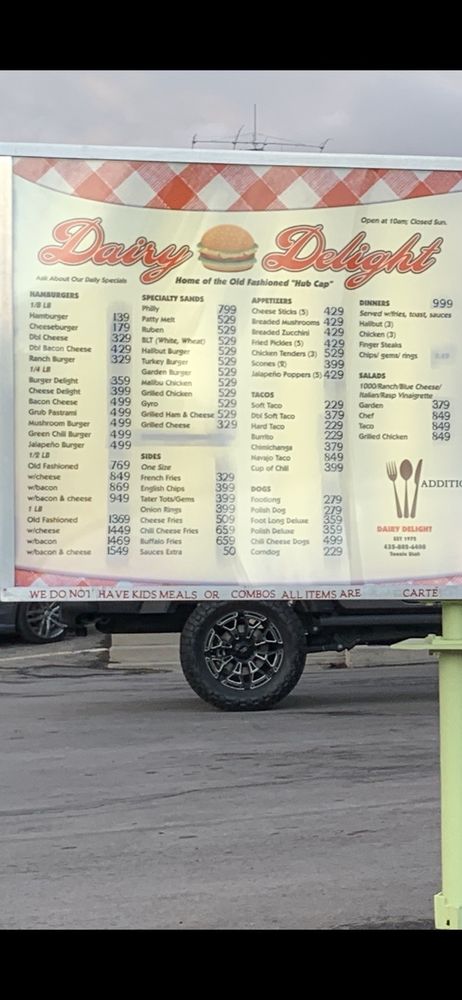 Open at 10am; Closed Sun.
Dairy Delight
Ask About Our Daily Specials
Home of the Old Fashioned "Hub Cap"
HAMBURGERS
1/8 LB
Hamburger 139
Cheeseburger 179
Dbl Cheese 329
Dbl Bacon Cheese 429
Ranch Burger 329
1/4 LB
Burger Delight 359
Cheese Delight 399
Bacon Cheese 499
Grub Pastrami 499
Mushroom Burger 499
Green Chili Burger 499
Jalapeño Burger 499
1/2 LB
Old Fashioned 769
w/cheese 849
w/bacon 869
w/bacon & cheese 949
1 LB
Old Fashioned 1369
w/cheese 1449
w/bacon 1469
w/bacon & cheese 1549
SPECIALTY SANDS
Philly 799
Patty Melt 529
Ruben 529
BLT (White, Wheat) 529
Halibut Burger 529
Turkey Burger 529
Garden Burger 529
Malibu Chicken 529
Grilled Chicken 529
Gyro 529
Grilled Ham & Cheese 529
Grilled Cheese 329
SIDES
One Size
French Fries 329
English Chips 399
Tater Tots/Gems 399
Onion Rings 399
Cheese Fries 509
Chili Cheese Fries 659
Buffalo Fries 659
Sauces Extra 50
APPETIZERS
Cheese Sticks (5) 429
Breaded Mushrooms 429
Breaded Zucchini 429
Fried Pickles (5) 429
Chicken Tenders (3) 529
Scones (2) 399
Jalapeño Poppers (5) 429
TACOS
Soft Taco 229
Dbl Soft Taco 379
Hard Taco 229
Burrito 229
Chimichanga 379
Navajo Taco 849
Cup of Chili 399
DOGS
Footlong 279
Polish Dog 279
Foot Long Deluxe 359
Polish Deluxe 359
Chili Cheese Dogs 499
Corndog 229
DINNERS 999
Served w/fries, toast, sauces
Halibut (3)
Chicken (3)
Finger Steaks
Chips/ gems/ rings
SALADS
1000/Ranch/Blue Cheese/
Italian/Rasp Vinaigrette
Garden 379
Chef 849
Taco 849
Grilled Chicken 849
ADDITIO
DAIRY DELIGHT
EST 1975
435-882-6408
Tooele Utah
WE DO NOT HAVE KIDS MEALS OR COMBOS ALL ITEMS ARE CARTE